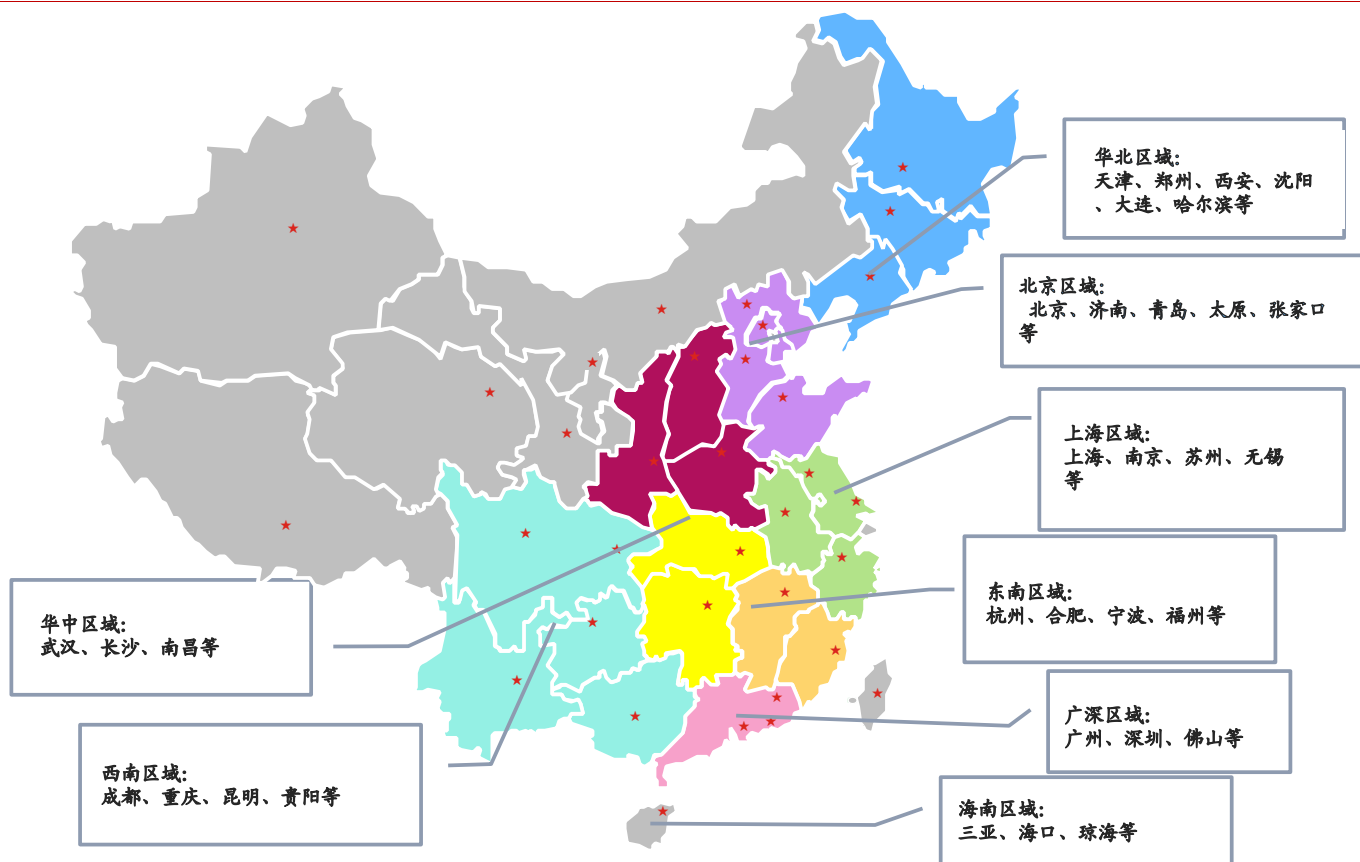 华北区域:
天津、郑州、西安、沈阳
、大连、哈尔滨等
北京区域:
北京、济南、青岛、太原、张家口
等
上海区域:
上海、南京、苏州、无锡
等
东南区域:
杭州、合肥、宁波、福州等
华中区域:
武汉、长沙、南昌等
广深区域:
广州、深圳、佛山等
西南区域:
成都、重庆、昆明、贵阳等
海南区域:
三亚、海口、琼海等